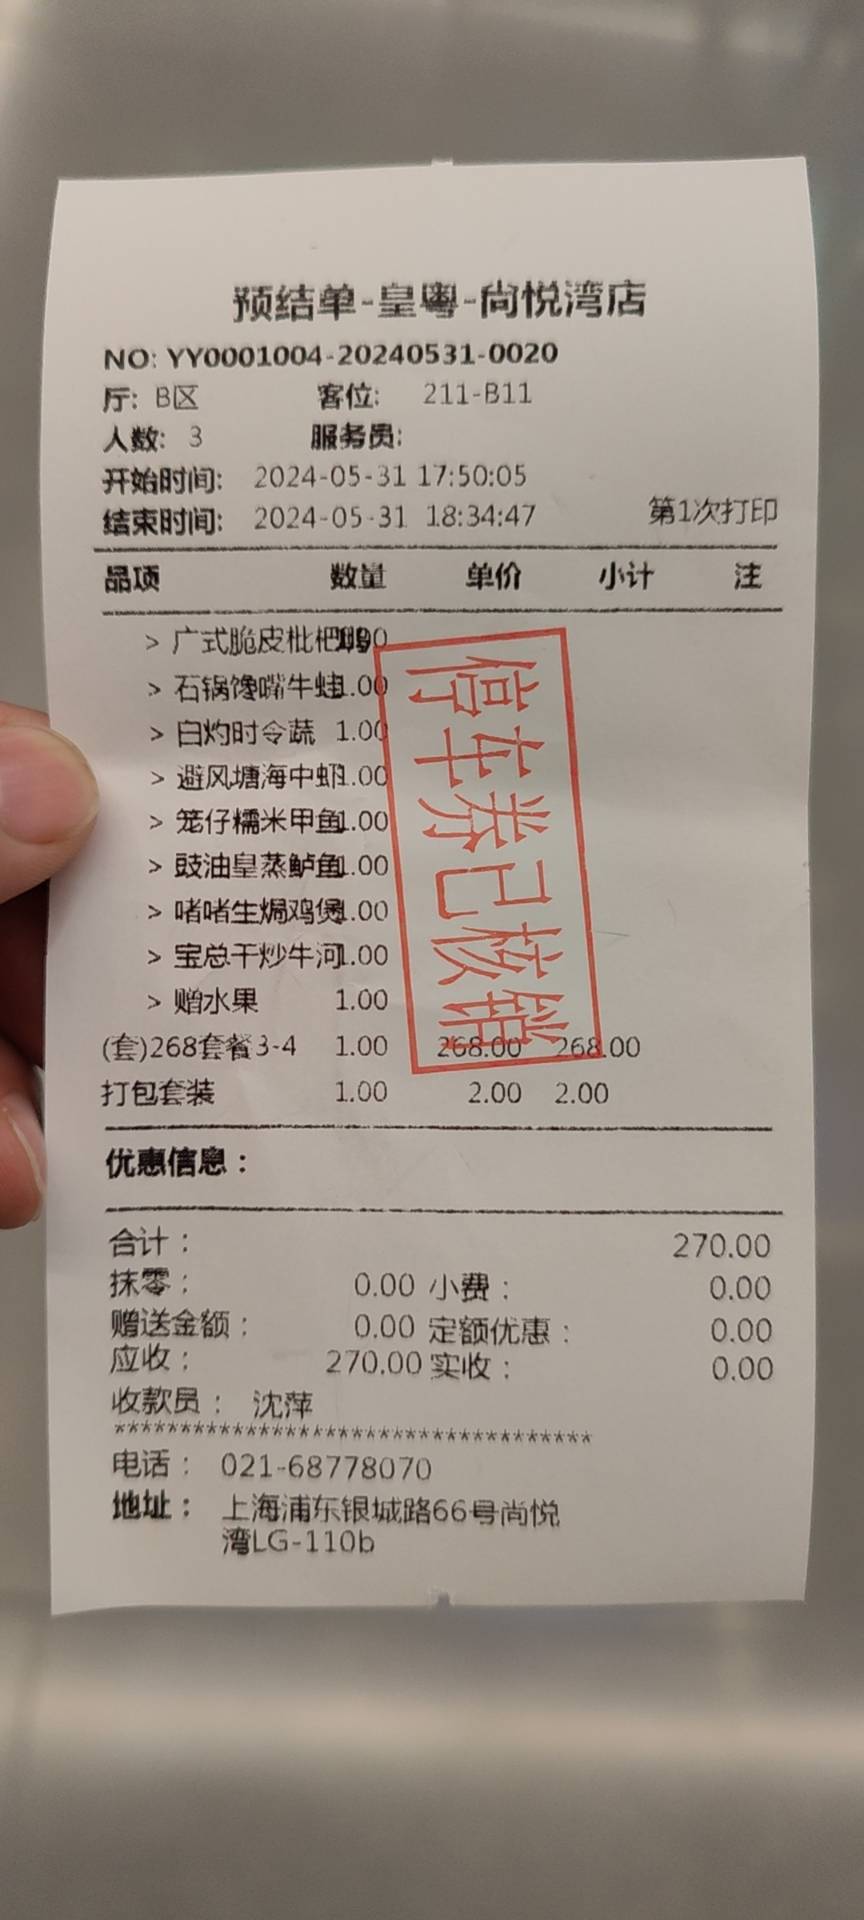 预结单-皇粤-尚悦湾店
NO: YY0001004-20240531-0020
厅: B区 客位: 211-B11
人数: 3 服务员:
开始时间: 2024-05-31 17:50:05
结束时间: 2024-05-31 18:34:47 第1次打印
品项 数量 单价 小计 注
> 广式脆皮枇杷鸭 1.00
> 石锅馋嘴牛蛙 1.00
> 白灼时令蔬 1.00
> 避风塘海中虾 1.00
> 笼仔糯米甲鱼 1.00
> 豉油皇蒸鲈鱼 1.00
> 啫啫生焗鸡煲 1.00
> 宝总干炒牛河 1.00
> 赠水果 1.00
(套)268套餐3-4 1.00 268.00 268.00
打包套装 1.00 2.00 2.00
停车券已核销
优惠信息：
合计： 270.00
抹零： 0.00 小费： 0.00
赠送金额： 0.00 定额优惠： 0.00
应收： 270.00 实收： 0.00
收款员： 沈萍
************************************
电话： 021-68778070
地址： 上海浦东银城路66号尚悦
湾LG-110b